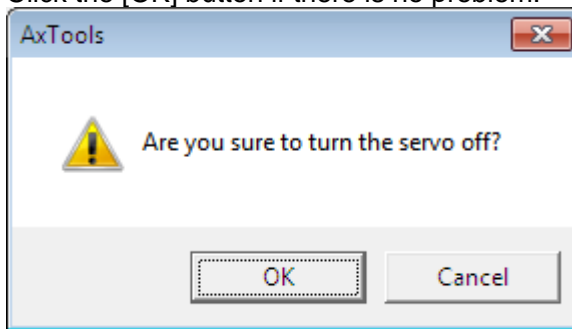 Click the [OK] button if there is no problem.
AxTools
Are you sure to turn the servo off?
OK
Cancel